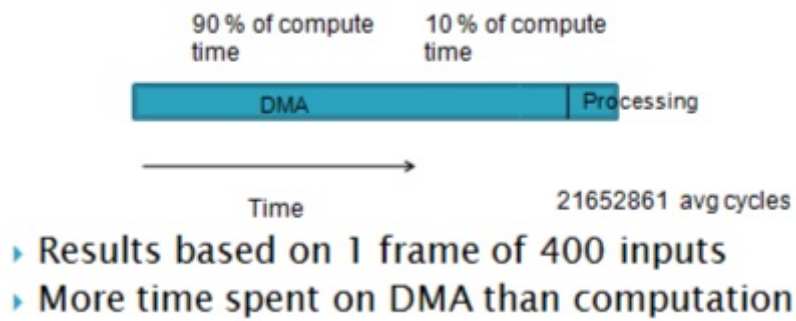 90 % of compute time
10 % of compute time
DMA
Processing
Time
21652861 avg cycles
Results based on 1 frame of 400 inputs
More time spent on DMA than computation